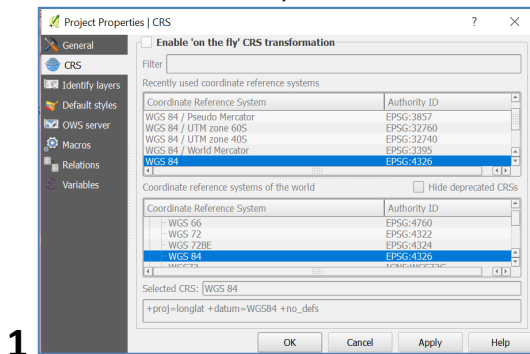 Project Properties | CRS
General
CRS
Identify layers
Default styles
OWS server
Macros
Relations
Variables
Enable 'on the fly' CRS transformation
Filter
Recently used coordinate reference systems
Coordinate Reference System Authority ID
WGS 84 / Pseudo Mercator EPSG:3857
WGS 84 / UTM zone 60S EPSG:32760
WGS 84 / UTM zone 40S EPSG:32740
WGS 84 / World Mercator EPSG:3395
WGS 84 EPSG:4326
Coordinate reference systems of the world Hide deprecated CRSs
Coordinate Reference System Authority ID
WGS 66 EPSG:4760
WGS 72 EPSG:4322
WGS 72BE EPSG:4324
WGS 84 EPSG:4326
Selected CRS: WGS 84
+proj=longlat +datum=WGS84 +no_defs
OK Cancel Apply Help
1